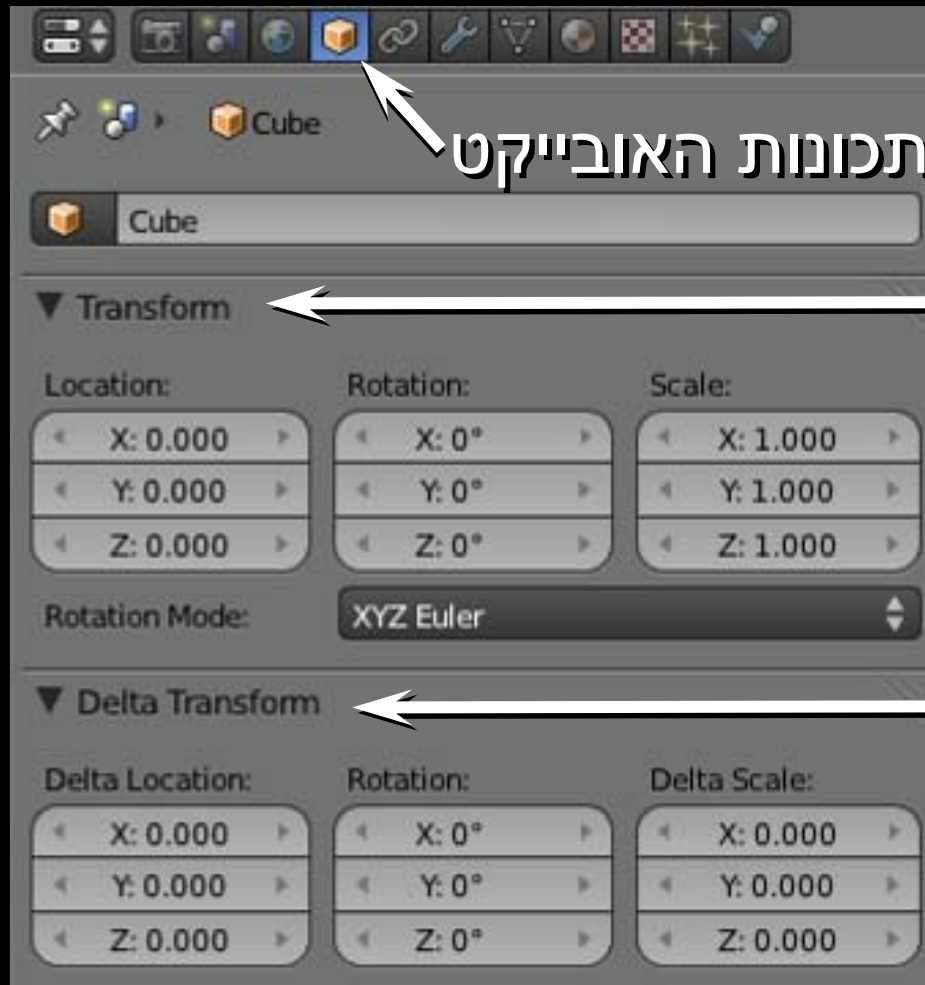 Cube
תכונות האובייקט
Cube
Transform
Location: Rotation: Scale:
X: 0.000 X: 0° X: 1.000
Y: 0.000 Y: 0° Y: 1.000
Z: 0.000 Z: 0° Z: 1.000
Rotation Mode: XYZ Euler
Delta Transform
Delta Location: Rotation: Delta Scale:
X: 0.000 X: 0° X: 0.000
Y: 0.000 Y: 0° Y: 0.000
Z: 0.000 Z: 0° Z: 0.000